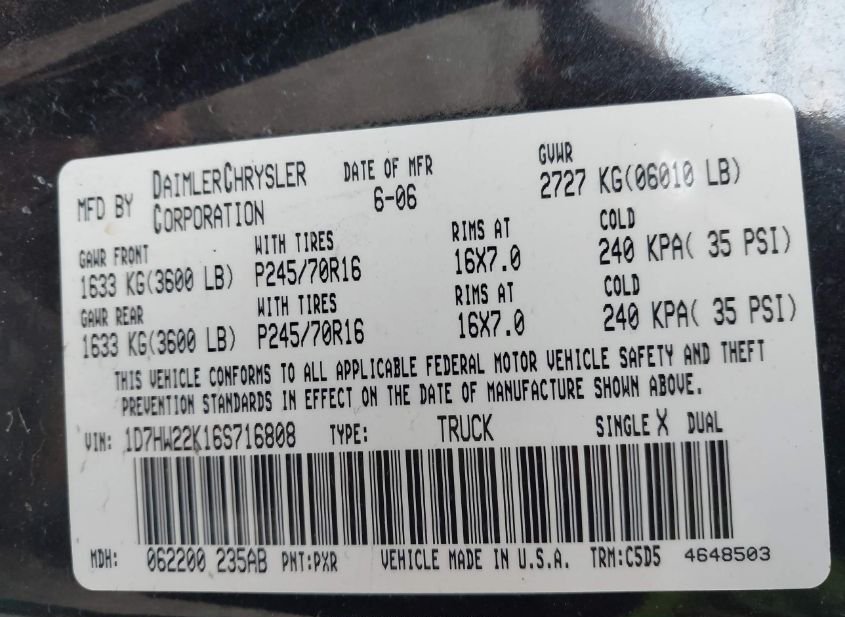 MFD BY DAIMLERCHRYSLER CORPORATION DATE OF MFR 6-06 GVWR 2727 KG(06010 LB)
GAWR FRONT WITH TIRES RIMS AT COLD
1633 KG(3600 LB) P245/70R16 16X7.0 240 KPA( 35 PSI)
GAWR REAR WITH TIRES RIMS AT COLD
1633 KG(3600 LB) P245/70R16 16X7.0 240 KPA( 35 PSI)
THIS VEHICLE CONFORMS TO ALL APPLICABLE FEDERAL MOTOR VEHICLE SAFETY AND THEFT
PREVENTION STANDARDS IN EFFECT ON THE DATE OF MANUFACTURE SHOWN ABOVE.
VIN: 1D7HW22K16S716808 TYPE: TRUCK SINGLE X DUAL
MDH: 062200 235AB PNT:PXR VEHICLE MADE IN U.S.A. TRM:C5D5 4648503